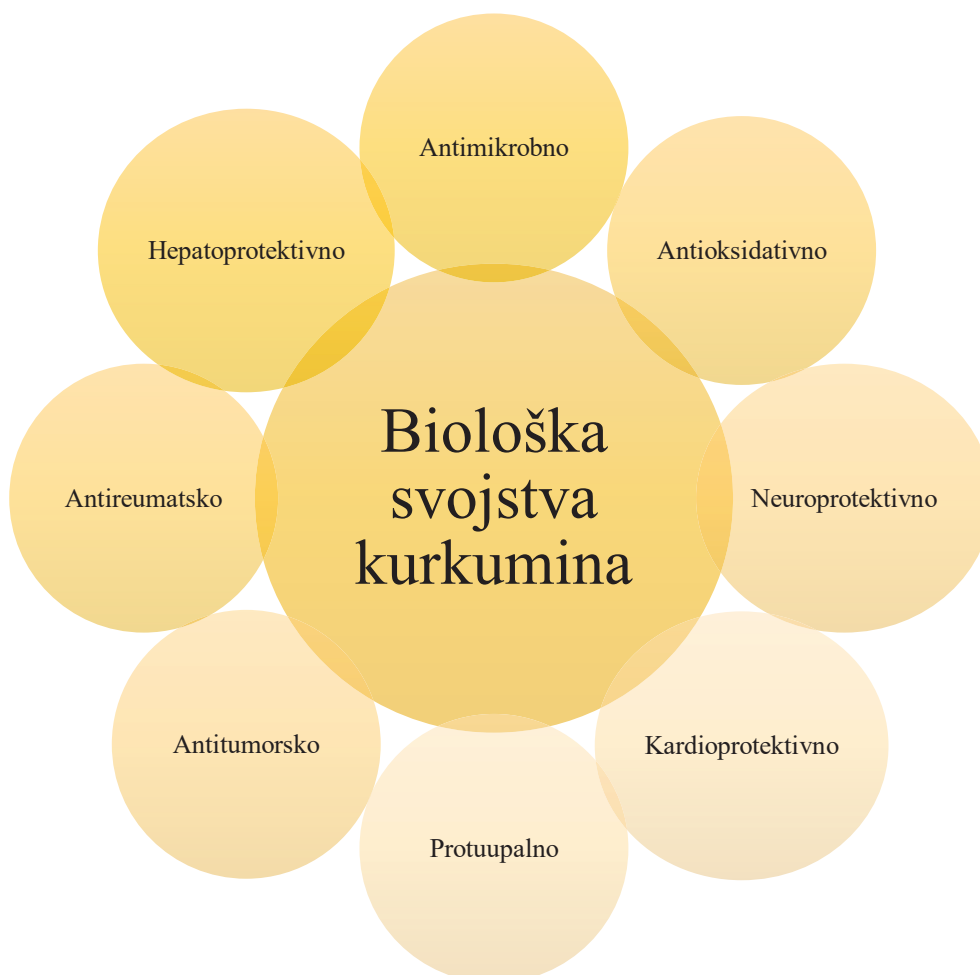 Antimikrobno
Hepatoprotektivno
Antioksidativno
Biološka
svojstva
kurkumina
Antireumatsko
Neuroprotektivno
Antitumorsko
Kardioprotektivno
Protuupalno